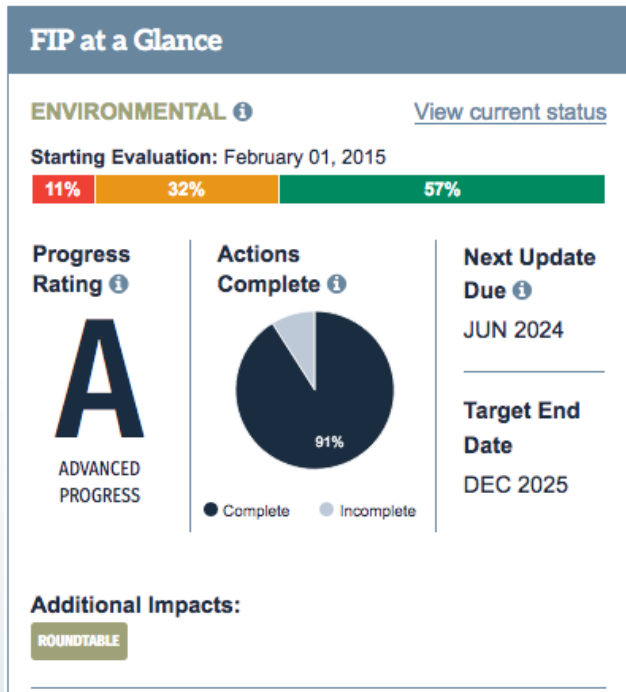 FIP at a Glance
ENVIRONMENTAL
View current status
Starting Evaluation: February 01, 2015
11% 32% 57%
Progress
Rating
A
ADVANCED
PROGRESS
Actions
Complete
91%
Complete Incomplete
Next Update
Due
JUN 2024
Target End
Date
DEC 2025
Additional Impacts:
ROUNDTABLE